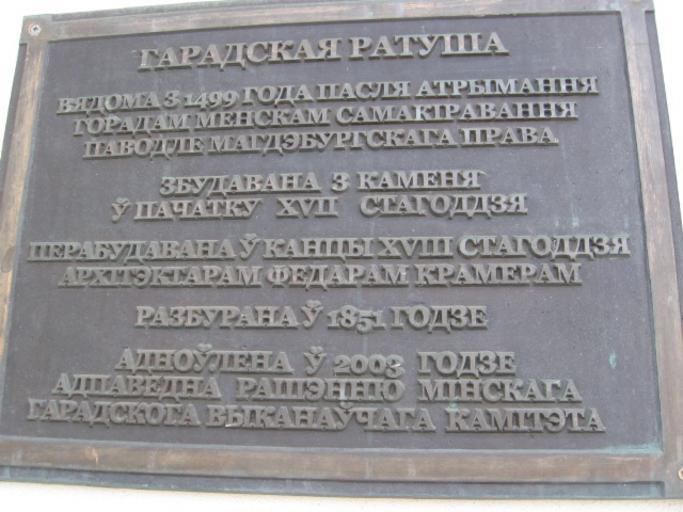 ГАРАДСКАЯ РАТУША
ВЯДОМА З 1499 ГОДА ПАСЛЯ АТРЫМАННЯ
ГОРАДАМ МЕНСКАМ САМАКІРАВАННЯ
ПАВОДЛЕ МАГДЭБУРГСКАГА ПРАВА
ЗБУДАВАНА З КАМЕНЯ
Ў ПАЧАТКУ XVII СТАГОДДЗЯ
ПЕРАБУДАВАНА Ў КАНЦЫ XVIII СТАГОДДЗЯ
АРХІТЭКТАРАМ ФЁДАРАМ КРАМЕРАМ
РАЗБУРАНА Ў 1851 ГОДЗЕ
АДНОЎЛЕНА Ў 2003 ГОДЗЕ
АДПАВЕДНА РАШЭННЮ МІНСКАГА
ГАРАДСКОГА ВЫКАНАЎЧАГА КАМІТЭТА